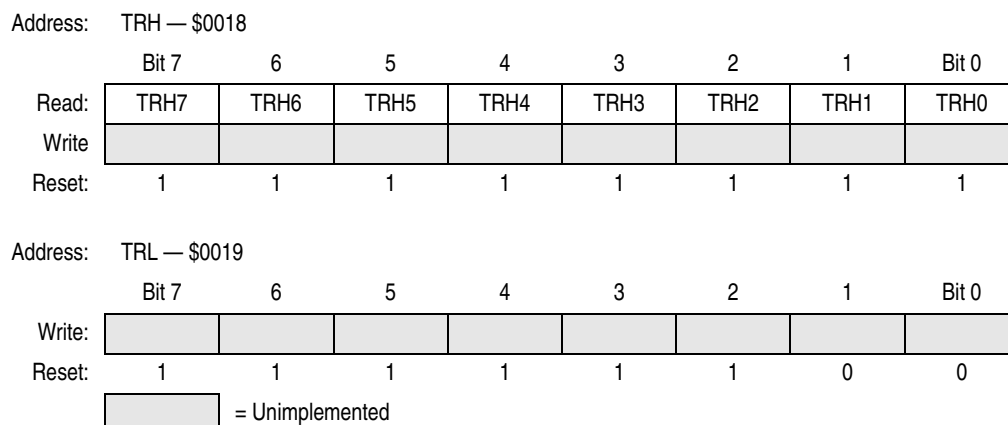 Address: TRH — $0018
Bit 7 6 5 4 3 2 1 Bit 0
Read: TRH7 TRH6 TRH5 TRH4 TRH3 TRH2 TRH1 TRH0
Write
Reset: 1 1 1 1 1 1 1 1
Address: TRL — $0019
Bit 7 6 5 4 3 2 1 Bit 0
Write:
Reset: 1 1 1 1 1 1 0 0
= Unimplemented